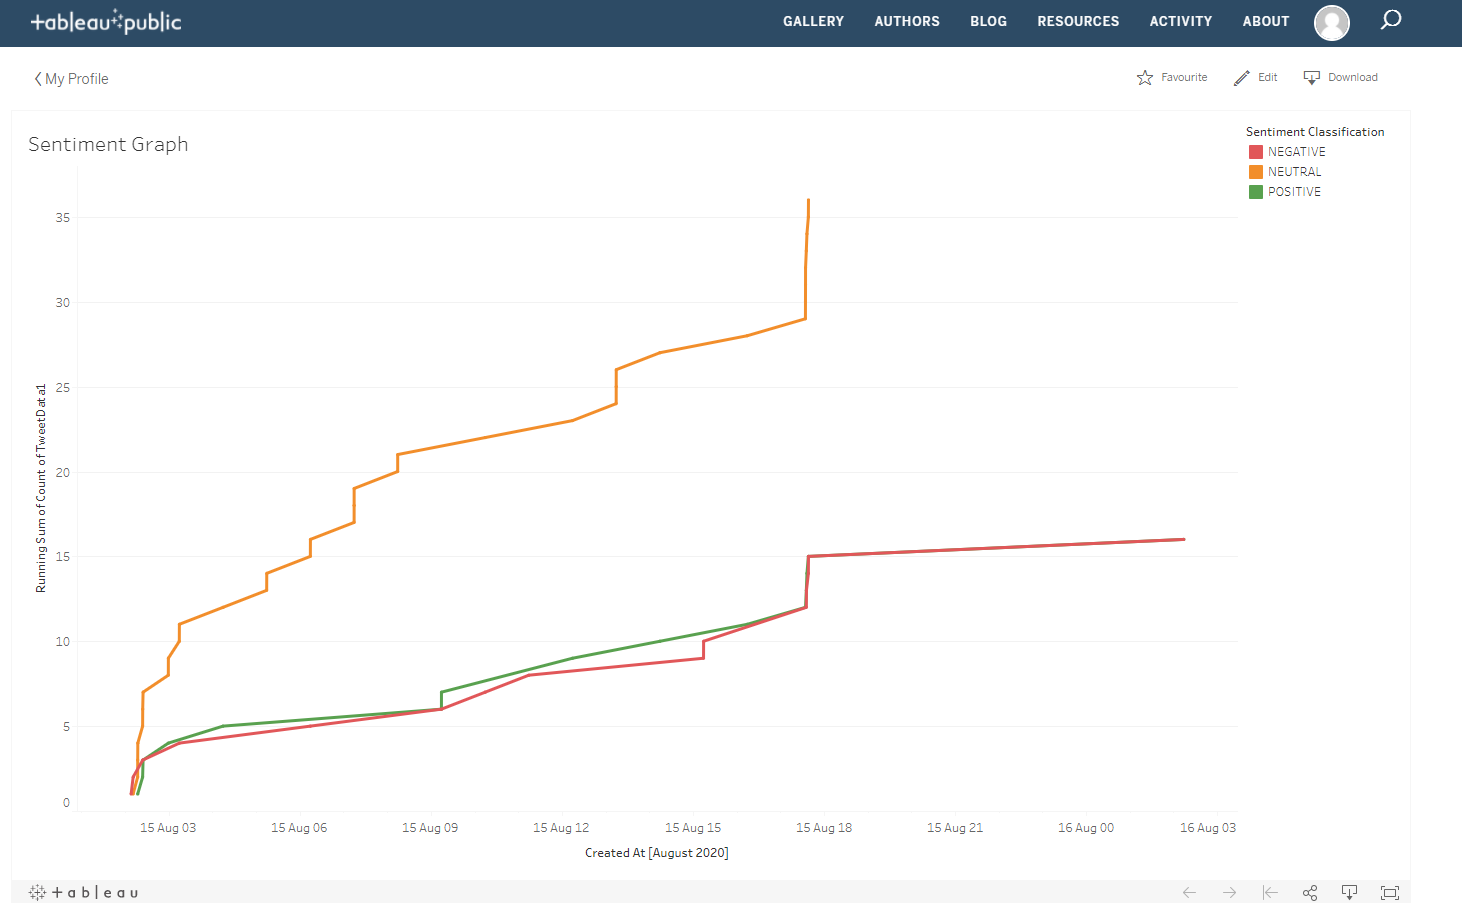 +ableau+public
GALLERY AUTHORS BLOG RESOURCES ACTIVITY ABOUT
My Profile
Favourite Edit Download
Sentiment Graph
Sentiment Classification
NEGATIVE
NEUTRAL
POSITIVE
35
30
25
20
15
10
5
0
Running Sum of Count of TweetData1
15 Aug 03 15 Aug 06 15 Aug 09 15 Aug 12 15 Aug 15 15 Aug 18 15 Aug 21 16 Aug 00 16 Aug 03
Created At [August 2020]
+ableau